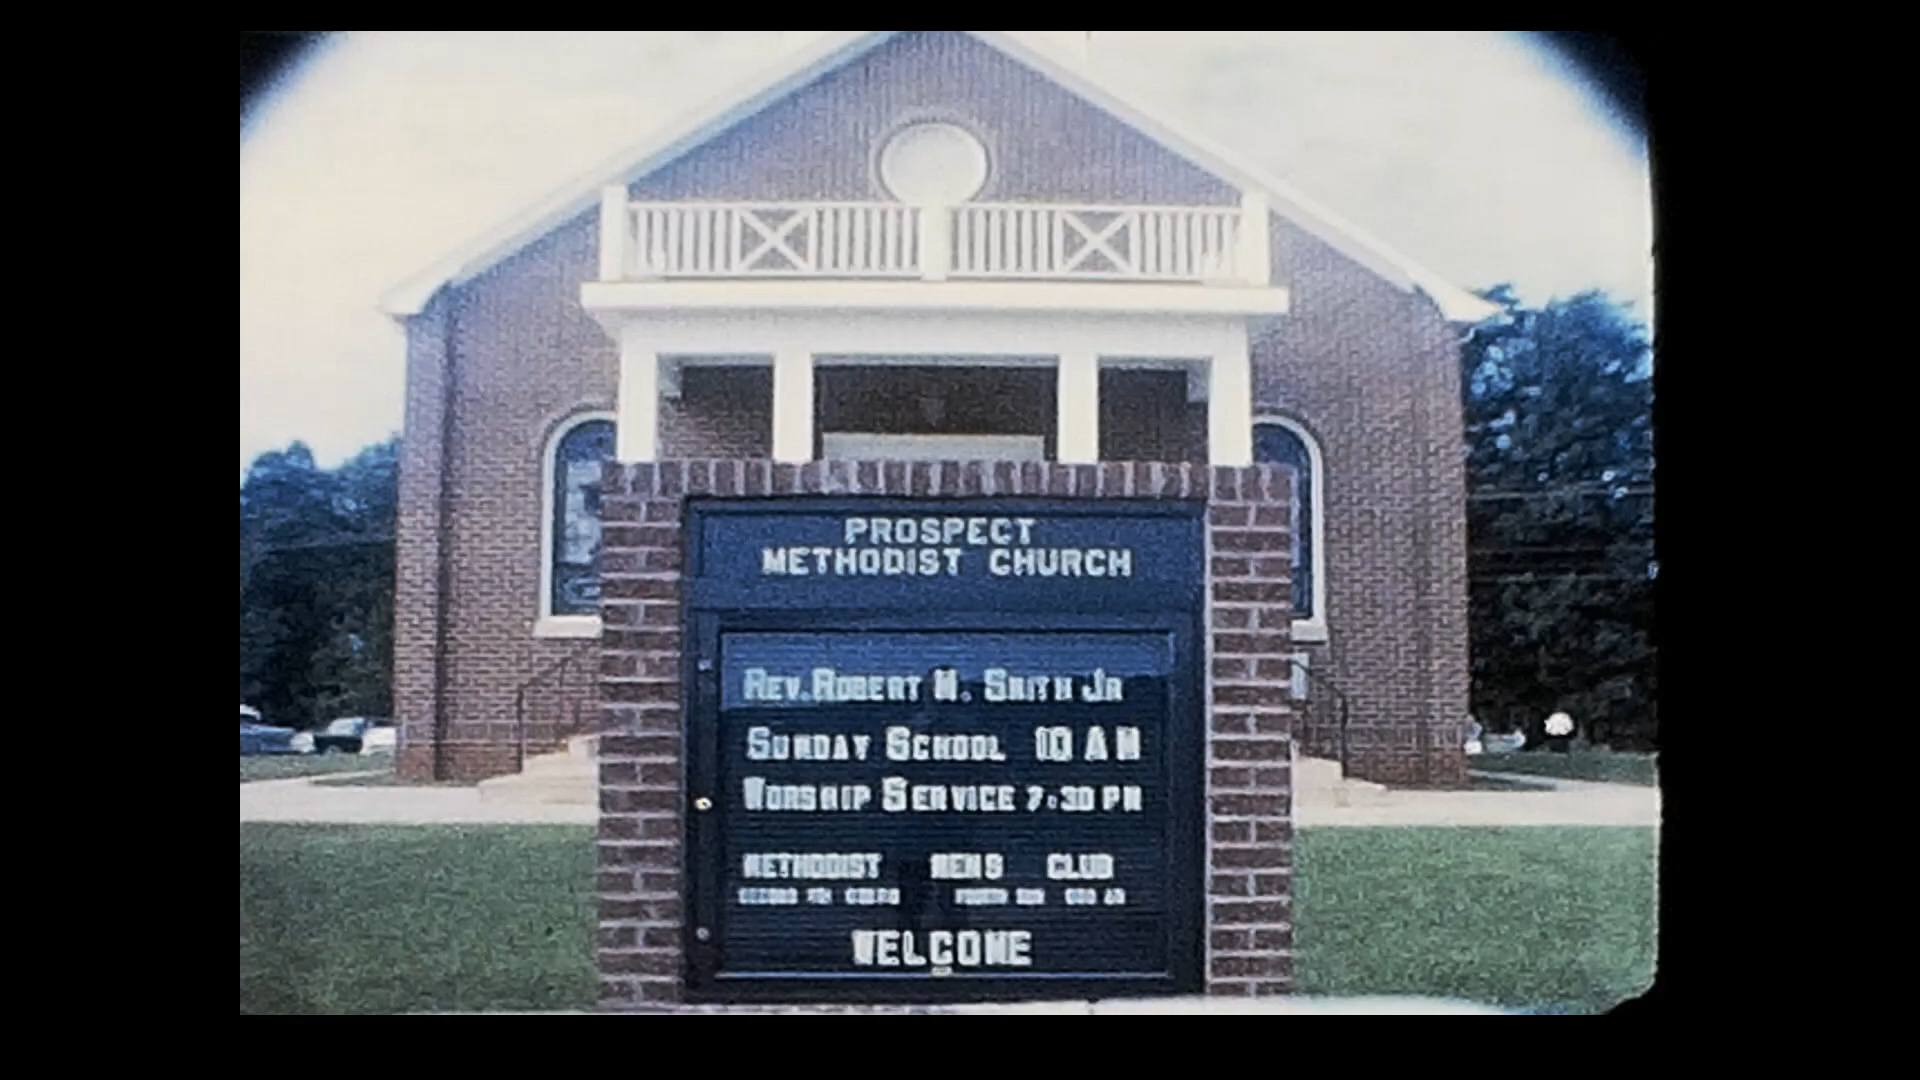 PROSPECT
METHODIST CHURCH
REV. ROBERT M. SMITH JR
SUNDAY SCHOOL 10 AM
WORSHIP SERVICE 7:30 PM
METHODIST MENS CLUB
WELCOME